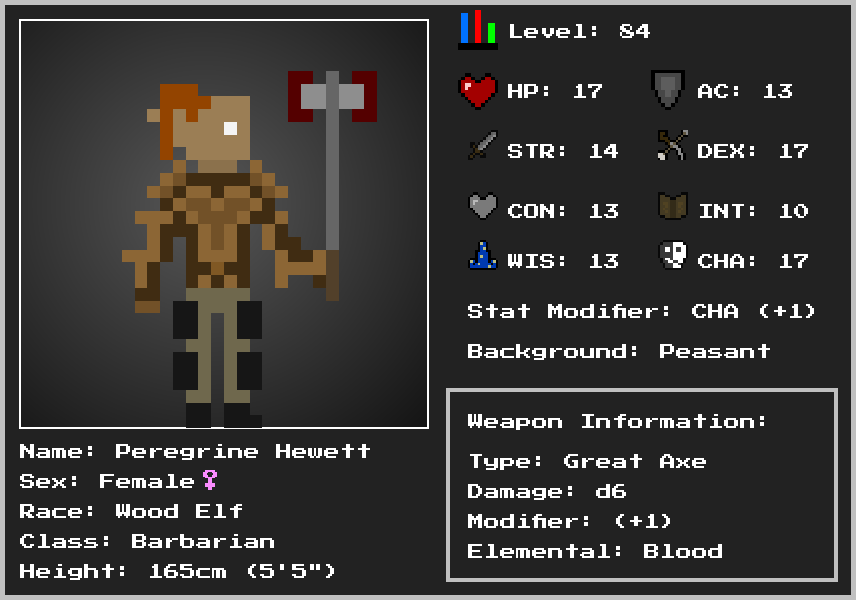 Level: 84
HP: 17
AC: 13
STR: 14
DEX: 17
CON: 13
INT: 10
WIS: 13
CHA: 17
Stat Modifier: CHA (+1)
Background: Peasant
Weapon Information:
Type: Great Axe
Damage: d6
Modifier: (+1)
Elemental: Blood
Name: Peregrine Hewett
Sex: Female♀
Race: Wood Elf
Class: Barbarian
Height: 165cm (5'5")